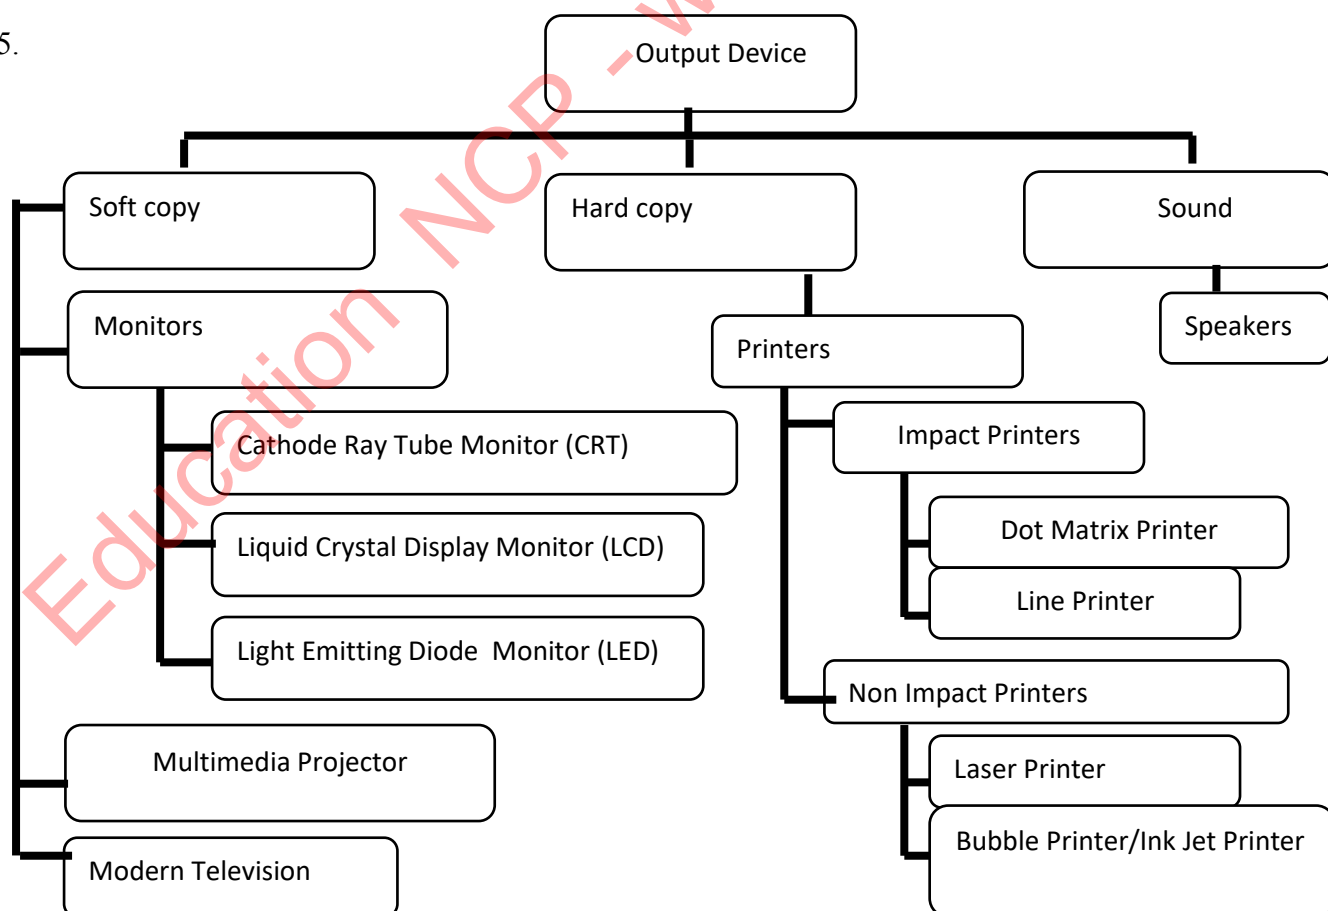 5.
Output Device
Soft copy
Hard copy
Sound
Monitors
Printers
Speakers
Cathode Ray Tube Monitor (CRT)
Impact Printers
Liquid Crystal Display Monitor (LCD)
Dot Matrix Printer
Line Printer
Light Emitting Diode  Monitor (LED)
Non Impact Printers
Multimedia Projector
Laser Printer
Modern Television
Bubble Printer/Ink Jet Printer
Education NCP -